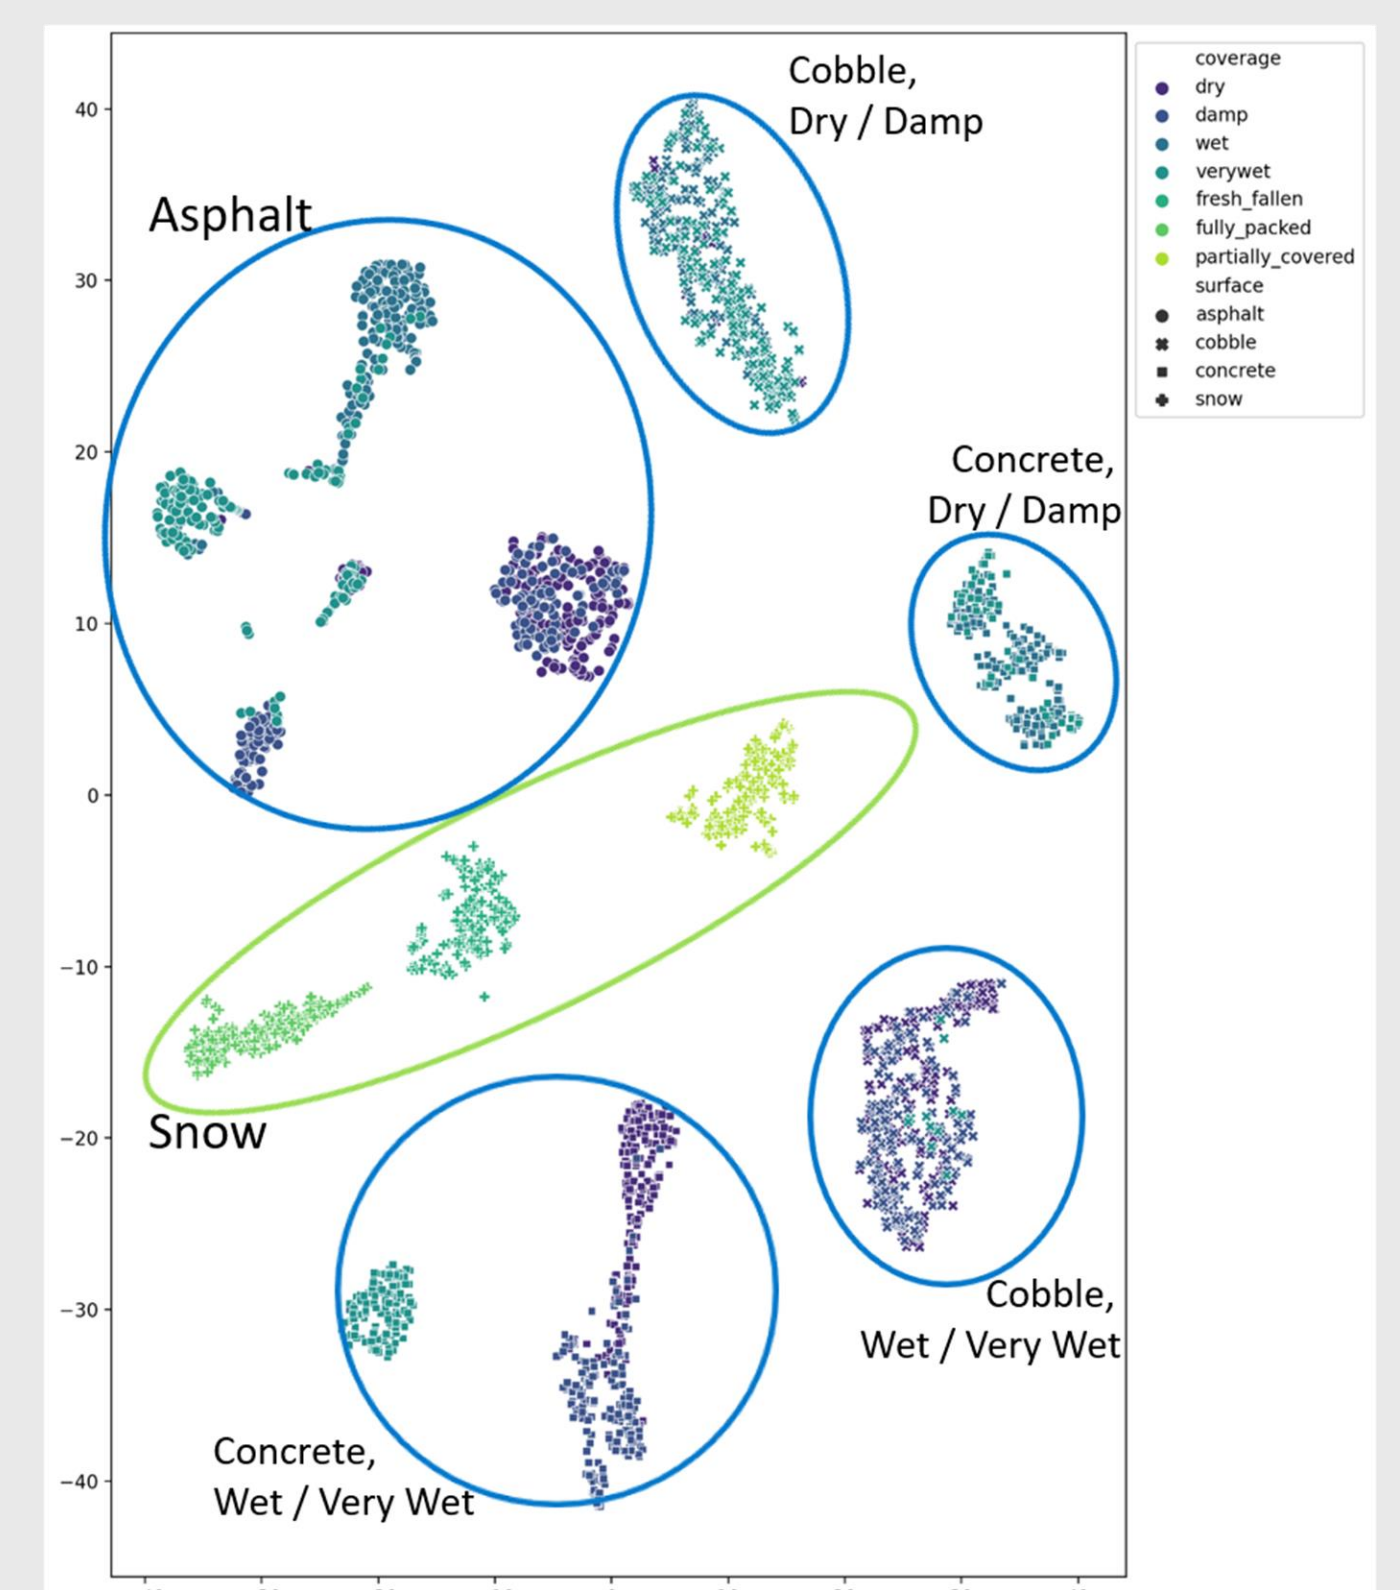 Cobble,
Dry / Damp
Asphalt
Concrete,
Dry / Damp
Snow
Cobble,
Wet / Very Wet
Concrete,
Wet / Very Wet
40
30
20
10
0
−10
−20
−30
−40
coverage
dry
damp
wet
verywet
fresh_fallen
fully_packed
partially_covered
surface
asphalt
cobble
concrete
snow